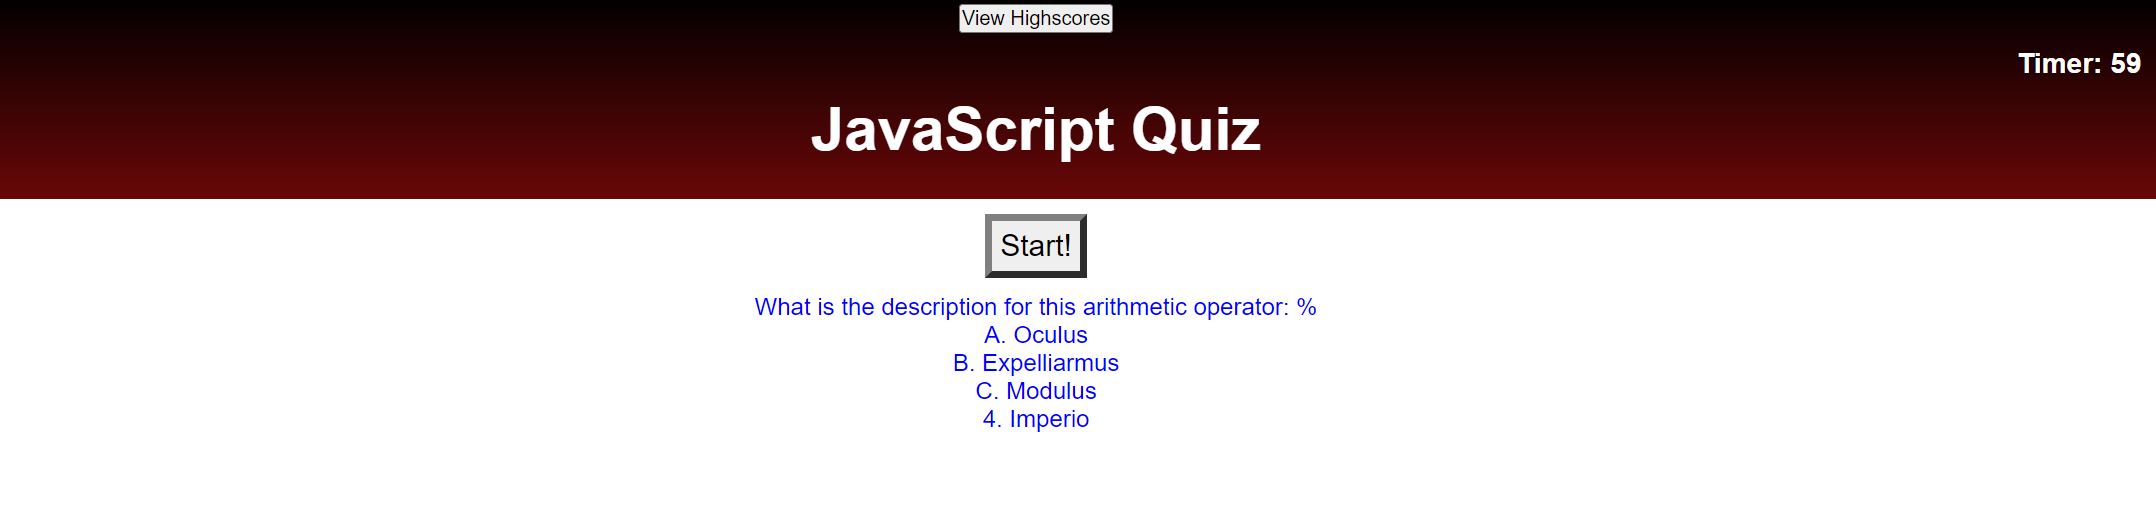 View Highscores
Timer: 59
JavaScript Quiz
Start!
What is the description for this arithmetic operator: %
A. Oculus
B. Expelliarmus
C. Modulus
4. Imperio